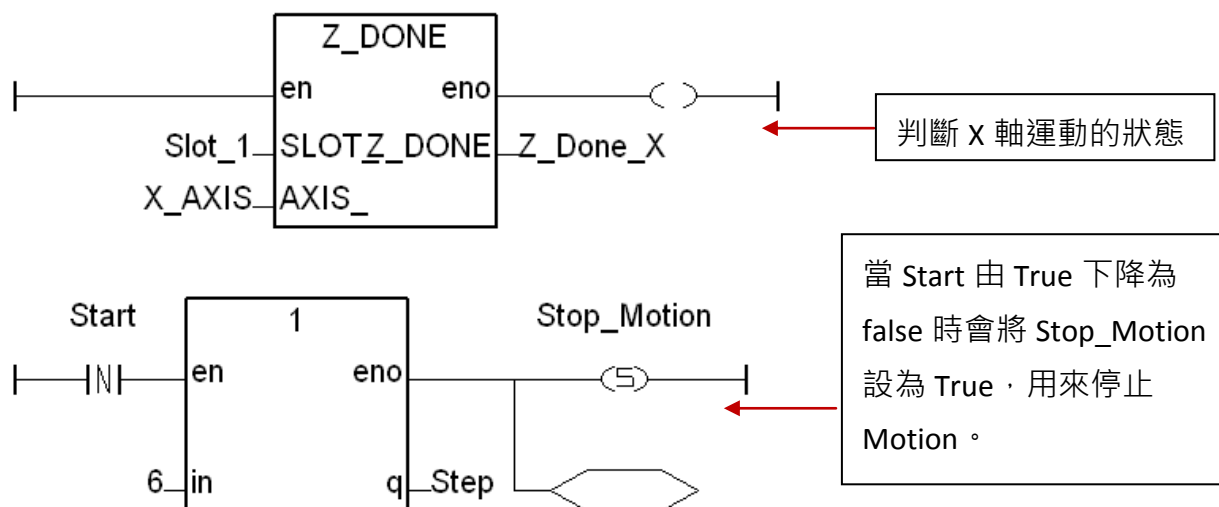 Z_DONE
en eno
Slot_1 SLOT_Z_DONE Z_Done_X
X_AXIS AXIS_
判斷 X 軸運動的狀態
Start 1 Stop_Motion
N
en eno S
6 in q Step
當 Start 由 True 下降為
false 時會將 Stop_Motion
設為 True,用來停止
Motion。